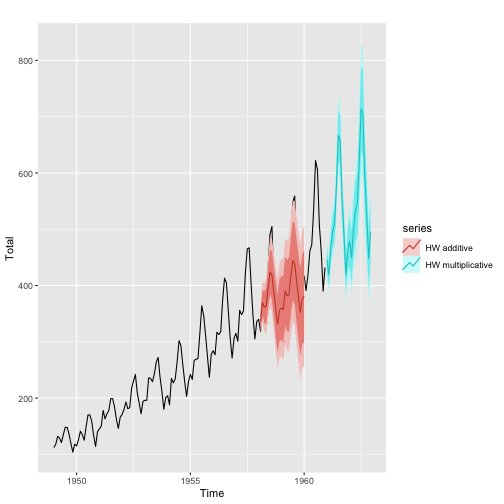 800
600
400
200
Total
1950
1955
1960
Time
series
HW additive
HW multiplicative